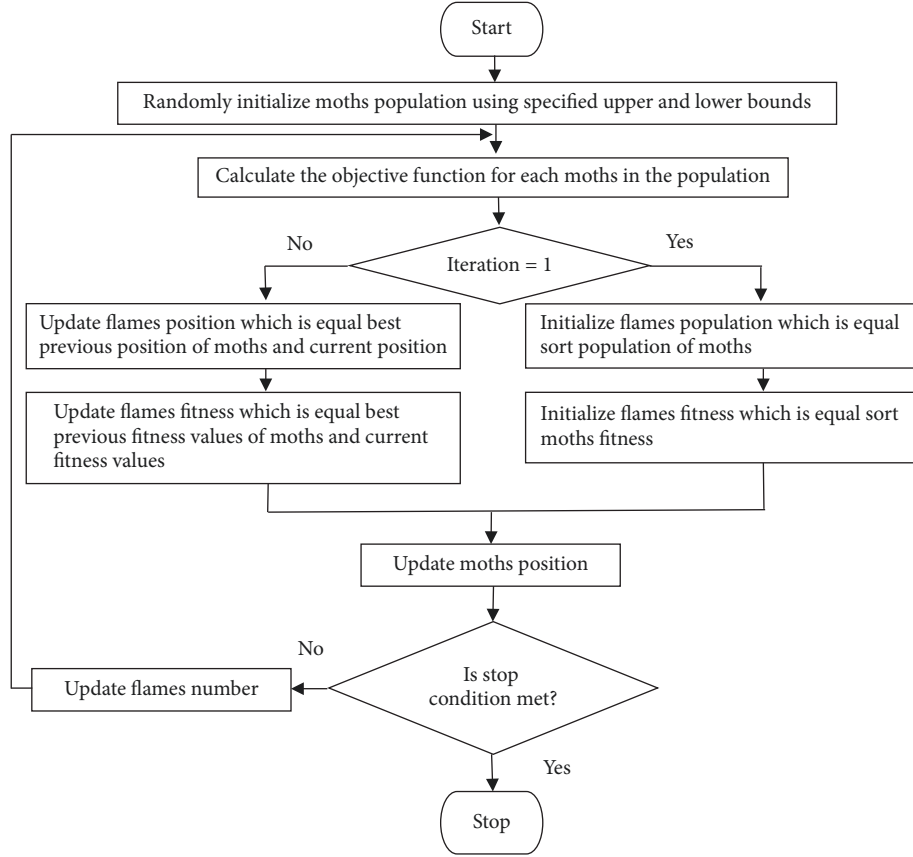 Start
Randomly initialize moths population using specified upper and lower bounds
Calculate the objective function for each moths in the population
No
Yes
Iteration = 1
Update flames position which is equal best
previous position of moths and current position
Initialize flames population which is equal
sort population of moths
Update flames fitness which is equal best
previous fitness values of moths and current
fitness values
Initialize flames fitness which is equal sort
moths fitness
Update moths position
No
Is stop
condition met?
Update flames number
Yes
Stop